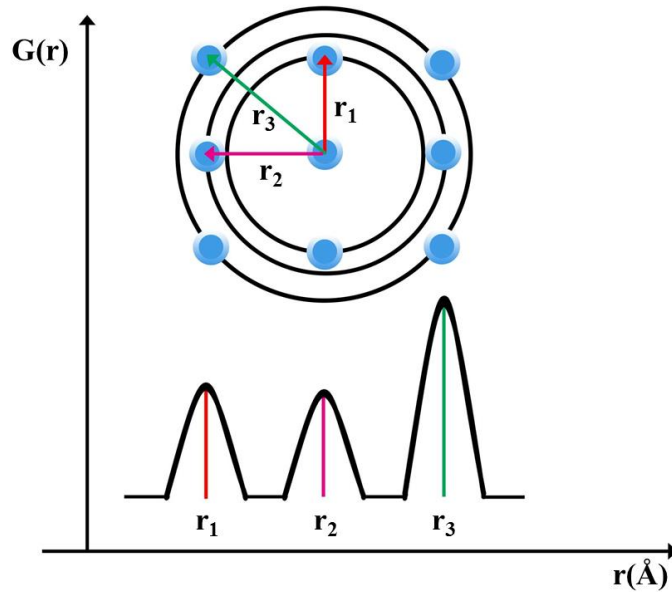 G(r)
r₁
r₃
r₂
r₁ r₂ r₃
r(Å)